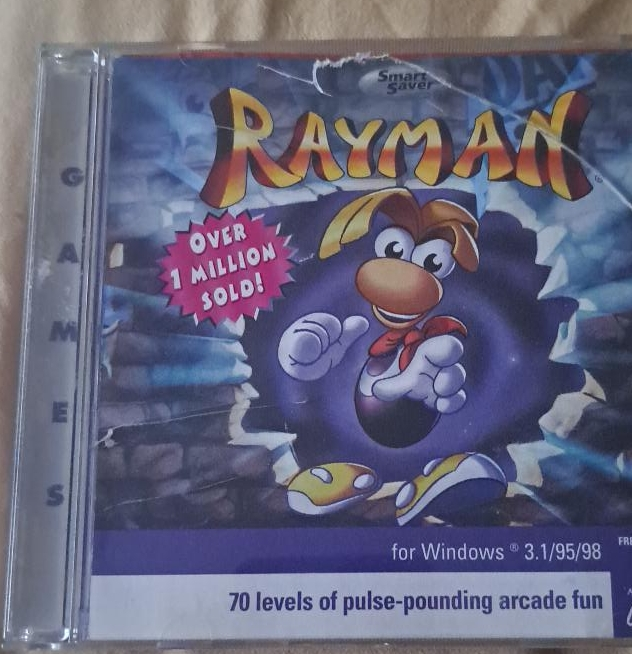 Smart
Saver
RAYMAN
OVER
1 MILLION
SOLD!
GAMES
for Windows ® 3.1/95/98
70 levels of pulse-pounding arcade fun